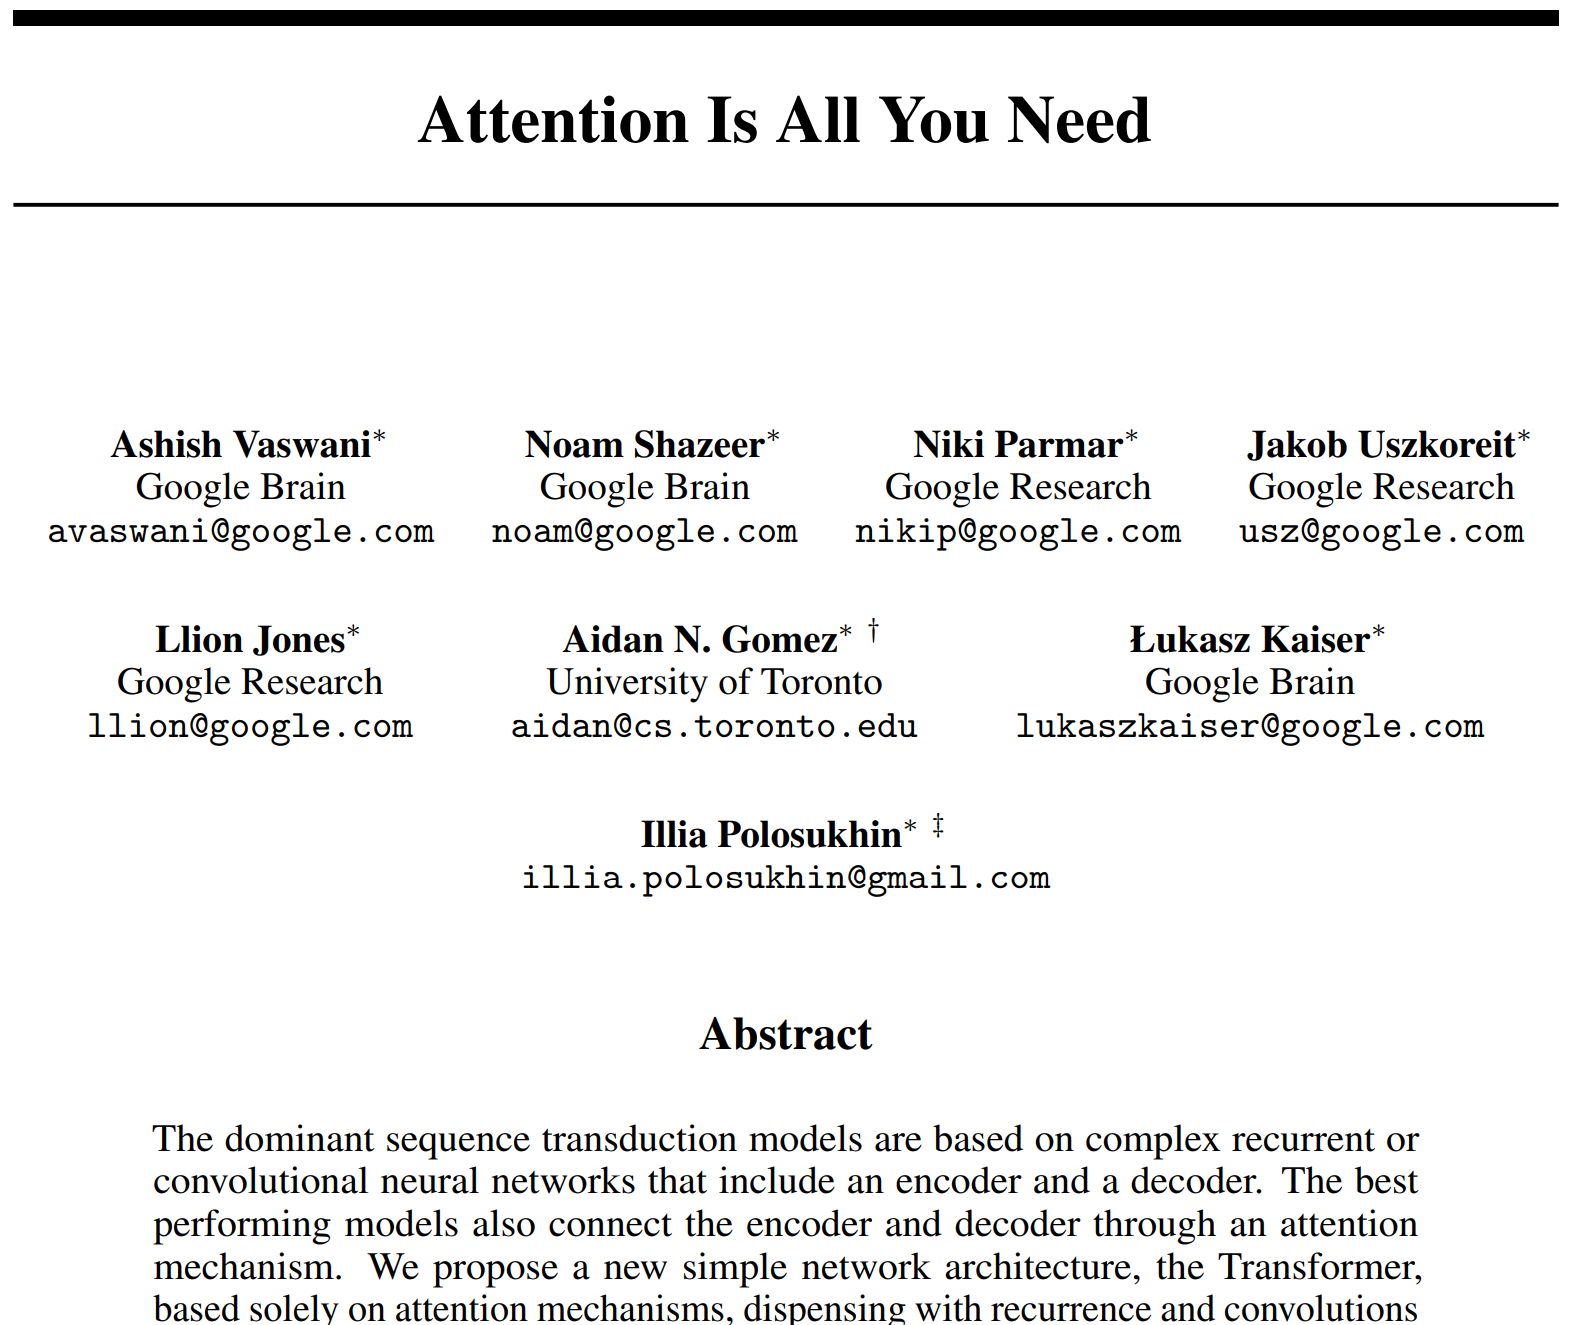 Attention Is All You Need
Ashish Vaswani* Noam Shazeer* Niki Parmar* Jakob Uszkoreit*
Google Brain Google Brain Google Research Google Research
avaswani@google.com noam@google.com nikip@google.com usz@google.com
Llion Jones* Aidan N. Gomez* † Łukasz Kaiser*
Google Research University of Toronto Google Brain
llion@google.com aidan@cs.toronto.edu lukaszkaiser@google.com
Illia Polosukhin* ‡
illia.polosukhin@gmail.com
Abstract
The dominant sequence transduction models are based on complex recurrent or
convolutional neural networks that include an encoder and a decoder. The best
performing models also connect the encoder and decoder through an attention
mechanism. We propose a new simple network architecture, the Transformer,
based solely on attention mechanisms, dispensing with recurrence and convolutions